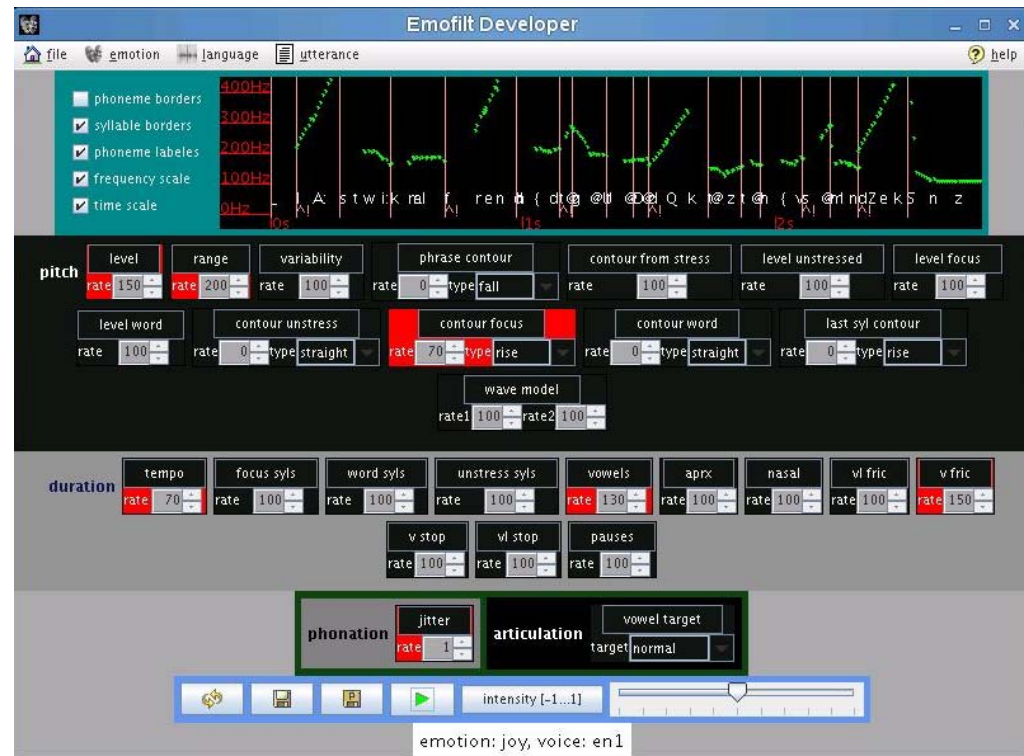 Emofilt Developer
file emotion language utterance help
phoneme borders
syllable borders
phoneme labeles
frequency scale
time scale
400Hz
300Hz
200Hz
100Hz
0Hz
0s 1s 2s
pitch
level range variability phrase contour contour from stress level unstressed level focus
rate 150 rate 200 rate 100 rate 0 type fall rate 100 rate 100 rate 100
level word contour unstress contour focus contour word last syl contour
rate 100 rate 0 type straight rate 70 type rise rate 0 type straight rate 0 type rise
wave model
rate1 100 rate2 100
duration
tempo focus syls word syls unstress syls vowels aprx nasal vl fric v fric
rate 70 rate 100 rate 100 rate 100 rate 130 rate 100 rate 100 rate 100 rate 150
v stop vl stop pauses
rate 100 rate 100 rate 100
phonation jitter articulation vowel target
rate 1 target normal
P intensity [-1...1]
emotion: joy, voice: en1